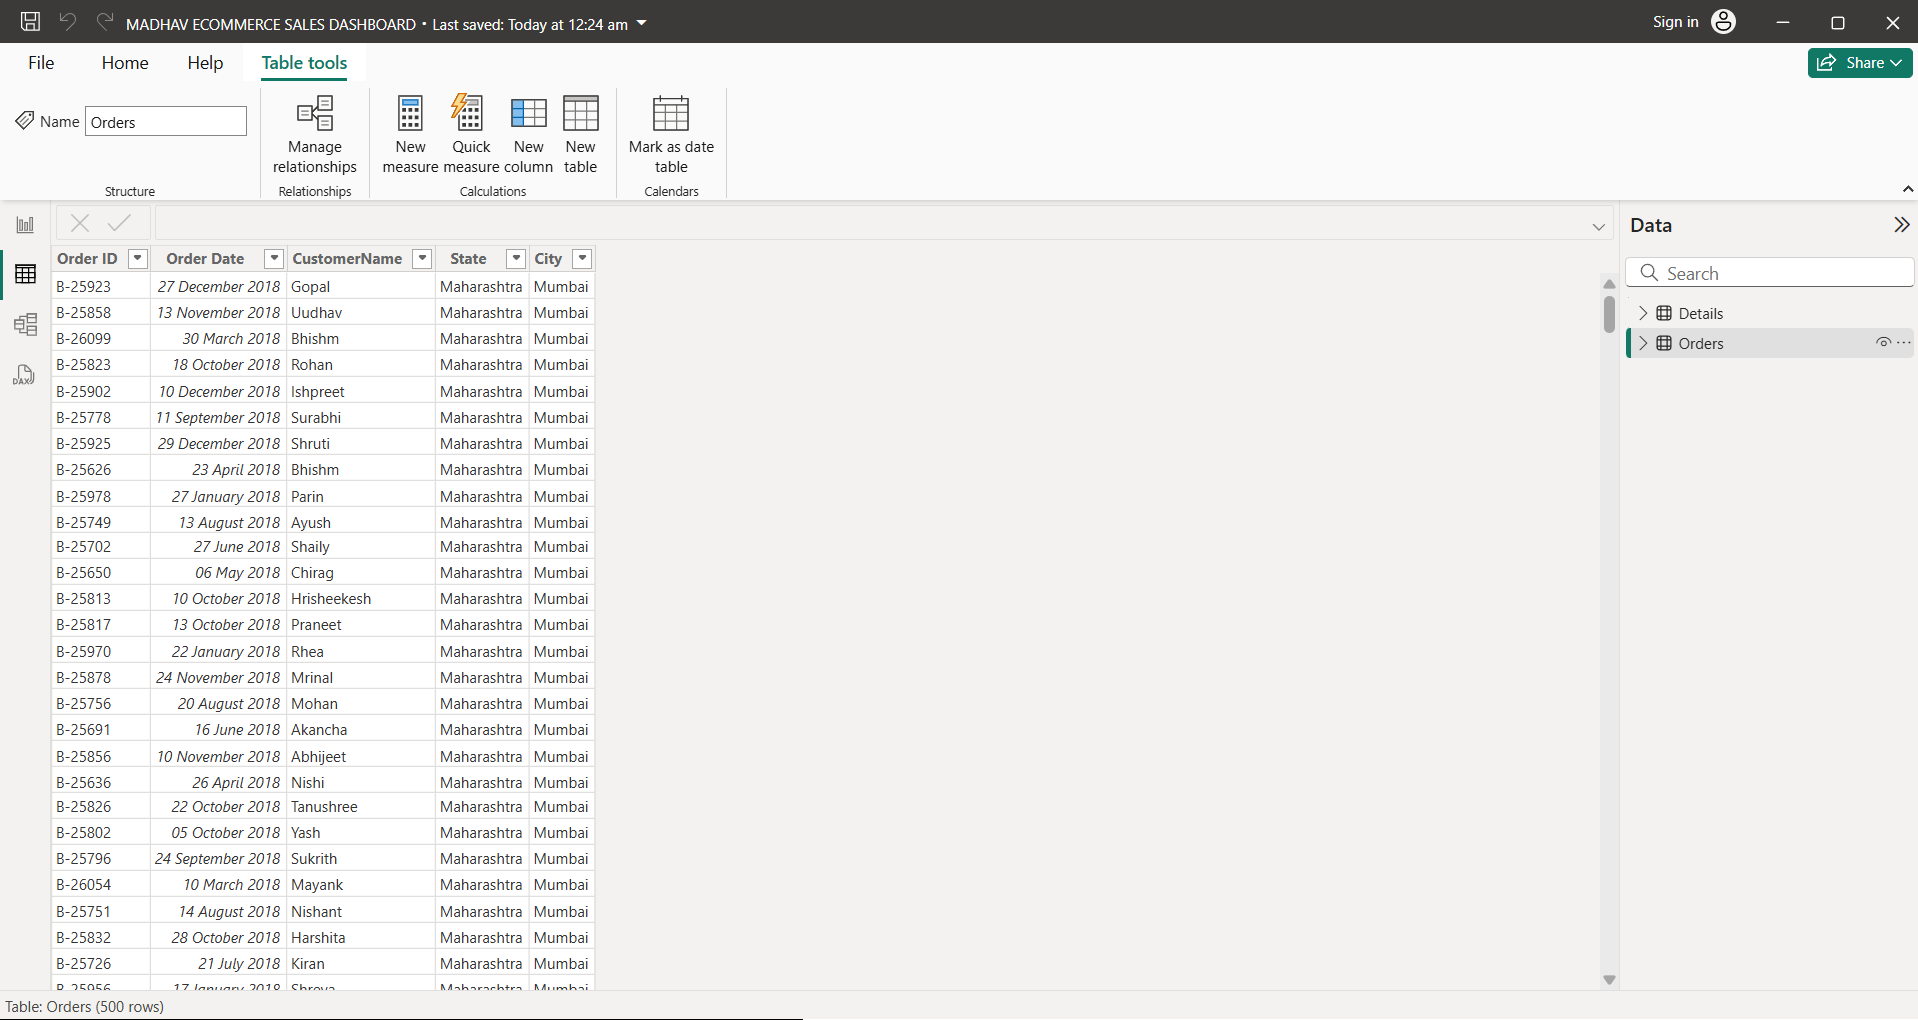 MADHAV ECOMMERCE SALES DASHBOARD • Last saved: Today at 12:24 am
Sign in
File Home Help Table tools
Share
Name Orders
Manage relationships
New measure
Quick measure
New column
New table
Mark as date table
Structure Relationships Calculations Calendars
Data
Search
Details
Orders
DAX
Order ID Order Date CustomerName State City
B-25923 27 December 2018 Gopal Maharashtra Mumbai
B-25858 13 November 2018 Uudhav Maharashtra Mumbai
B-26099 30 March 2018 Bhishm Maharashtra Mumbai
B-25823 18 October 2018 Rohan Maharashtra Mumbai
B-25902 10 December 2018 Ishpreet Maharashtra Mumbai
B-25778 11 September 2018 Surabhi Maharashtra Mumbai
B-25925 29 December 2018 Shruti Maharashtra Mumbai
B-25626 23 April 2018 Bhishm Maharashtra Mumbai
B-25978 27 January 2018 Parin Maharashtra Mumbai
B-25749 13 August 2018 Ayush Maharashtra Mumbai
B-25702 27 June 2018 Shaily Maharashtra Mumbai
B-25650 06 May 2018 Chirag Maharashtra Mumbai
B-25813 10 October 2018 Hrisheekesh Maharashtra Mumbai
B-25817 13 October 2018 Praneet Maharashtra Mumbai
B-25970 22 January 2018 Rhea Maharashtra Mumbai
B-25878 24 November 2018 Mrinal Maharashtra Mumbai
B-25756 20 August 2018 Mohan Maharashtra Mumbai
B-25691 16 June 2018 Akancha Maharashtra Mumbai
B-25856 10 November 2018 Abhijeet Maharashtra Mumbai
B-25636 26 April 2018 Nishi Maharashtra Mumbai
B-25826 22 October 2018 Tanushree Maharashtra Mumbai
B-25802 05 October 2018 Yash Maharashtra Mumbai
B-25796 24 September 2018 Sukrith Maharashtra Mumbai
B-26054 10 March 2018 Mayank Maharashtra Mumbai
B-25751 14 August 2018 Nishant Maharashtra Mumbai
B-25832 28 October 2018 Harshita Maharashtra Mumbai
B-25726 21 July 2018 Kiran Maharashtra Mumbai
B-25956 17 January 2018 Shreya Maharashtra Mumbai
Table: Orders (500 rows)